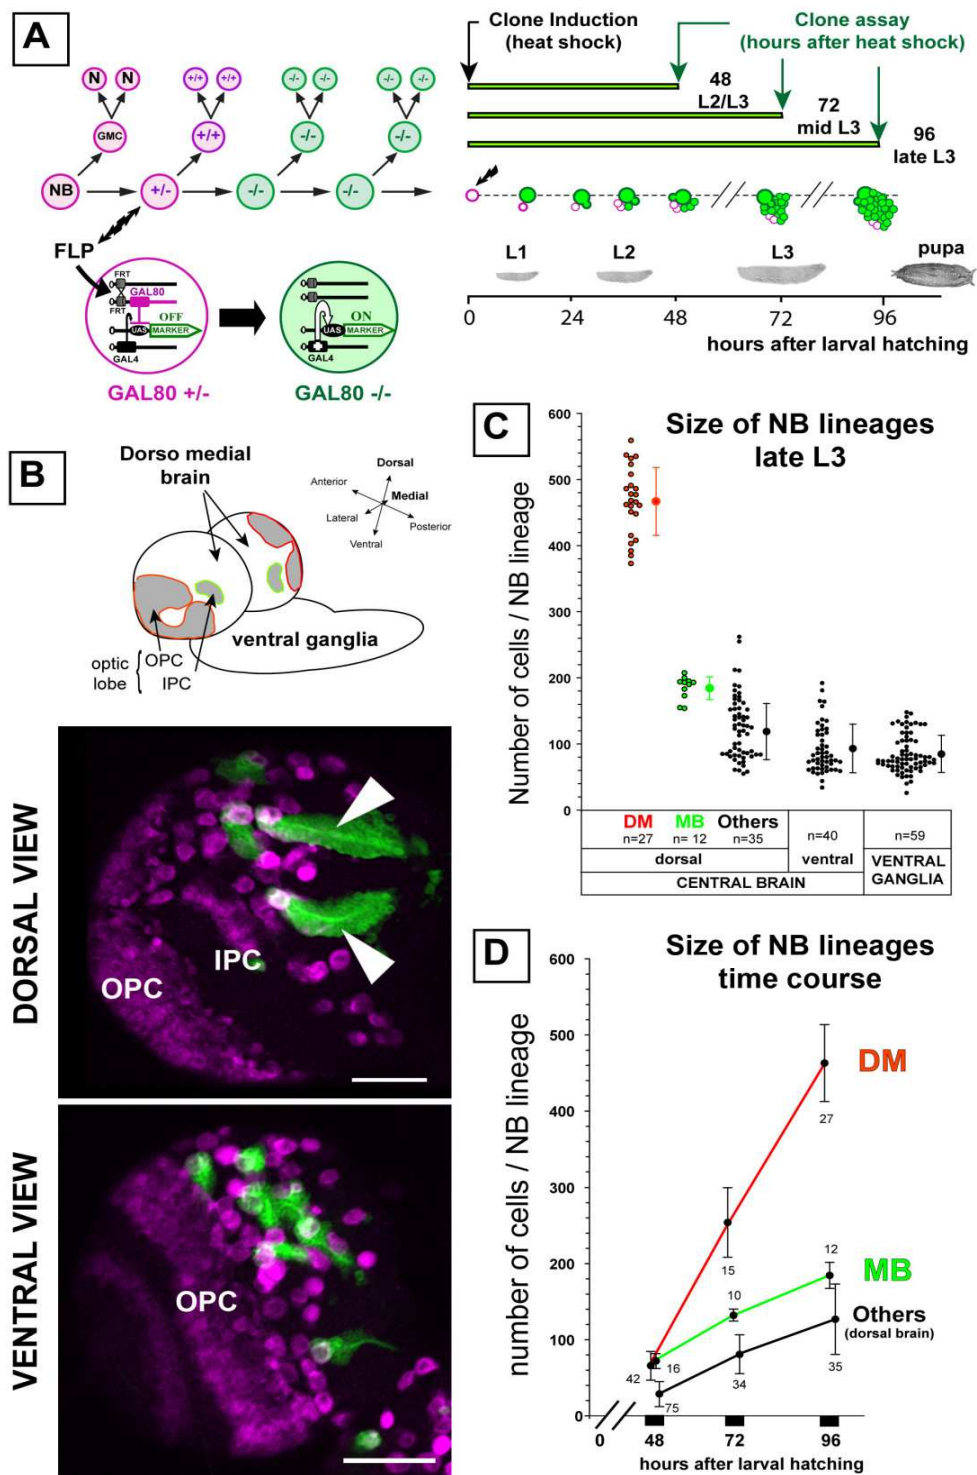 A
N N
+/+ +/+
-/- -/-
-/- -/-
GMC
+/+
-/-
-/-
NB
+/-
-/-
-/-
FLP
FRT
GAL80
FRT
OFF
UAS
MARKER
GAL4
ON
UAS
MARKER
GAL4
GAL80 +/-
GAL80 -/-
Clone Induction
(heat shock)
Clone assay
(hours after heat shock)
48
L2/L3
72
mid L3
96
late L3
L1
L2
L3
pupa
0 24 48 72 96
hours after larval hatching
B
Dorso medial
brain
Dorsal
Anterior
Medial
Lateral
Posterior
Ventral
ventral ganglia
optic
lobe
OPC
IPC
DORSAL VIEW
IPC
OPC
VENTRAL VIEW
OPC
C
Size of NB lineages
late L3
Number of cells / NB lineage
600
500
400
300
200
100
0
DM MB Others
n=27 n= 12 n=35 n=40 n=59
dorsal ventral VENTRAL
GANGLIA
CENTRAL BRAIN
D
Size of NB lineages
time course
number of cells / NB lineage
600
500
400
300
200
100
0
DM
27
15
12
MB
10
Others
(dorsal brain)
42 16
75
34
35
0 48 72 96
hours after larval hatching